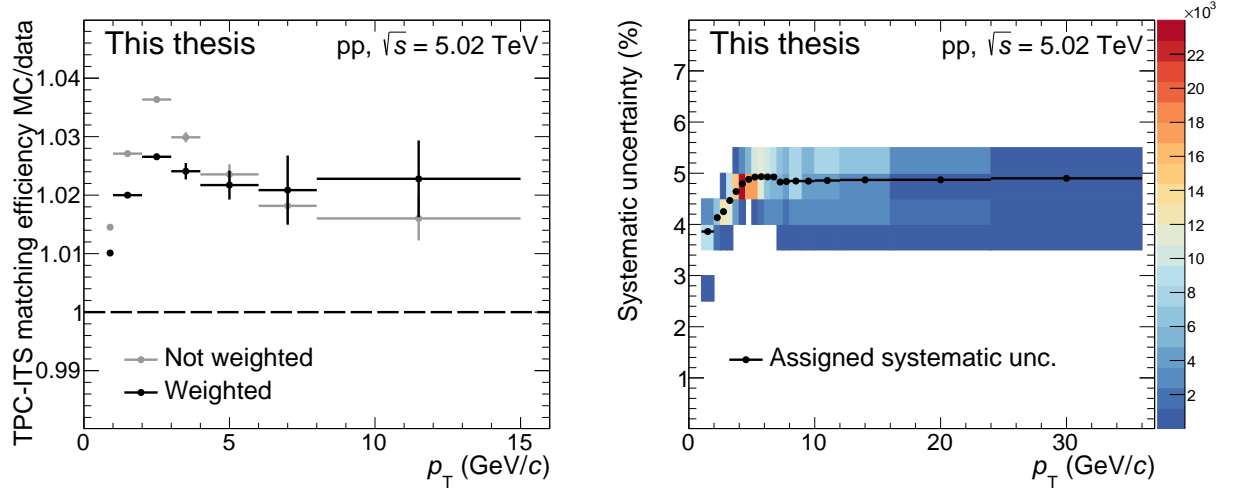 This thesis
pp, √s = 5.02 TeV
TPC-ITS matching efficiency MC/data
1.04
1.03
1.02
1.01
1
0.99
Not weighted
Weighted
0 5 10 15
p_T (GeV/c)
×10³
This thesis
pp, √s = 5.02 TeV
Systematic uncertainty (%)
7
6
5
4
3
2
1
Assigned systematic unc.
0 10 20 30
p_T (GeV/c)
24
22
20
18
16
14
12
10
8
6
4
2